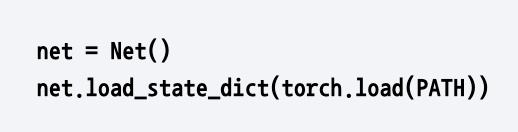 net = Net()
net.load_state_dict(torch.load(PATH))